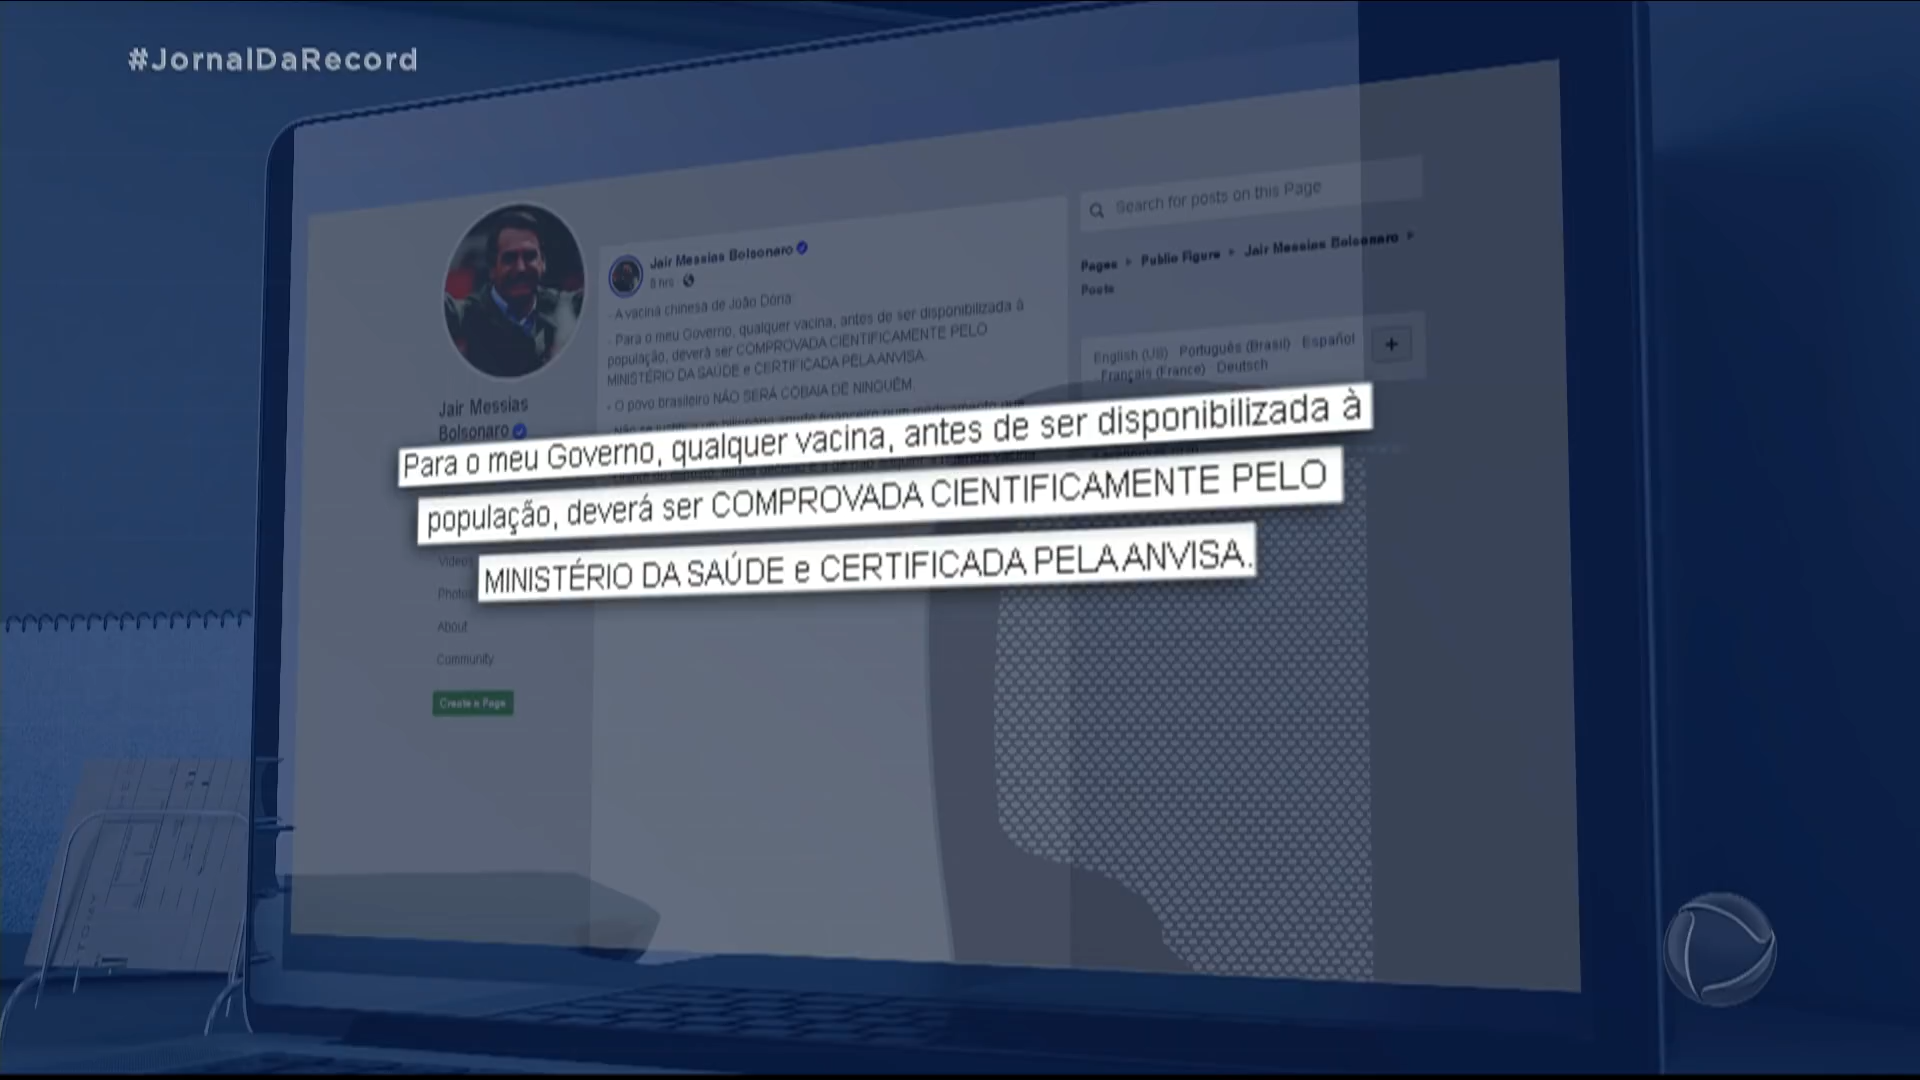 #JornalDaRecord
Search for posts on this Page
Pages ▸ Public Figure ▸ Jair Messias Bolsonaro ▸
Posts
English (US) · Português (Brasil) · Español
Français (France) · Deutsch
+
Jair Messias Bolsonaro
8 hrs
- A vacina chinesa de João Dória:
- Para o meu Governo, qualquer vacina, antes de ser disponibilizada à
população, deverá ser COMPROVADA CIENTIFICAMENTE PELO
MINISTÉRIO DA SAÚDE e CERTIFICADA PELA ANVISA.
- O povo brasileiro NÃO SERÁ COBAIA DE NINGUÉM.
Jair Messias
Bolsonaro
Para o meu Governo, qualquer vacina, antes de ser disponibilizada à
população, deverá ser COMPROVADA CIENTIFICAMENTE PELO
MINISTÉRIO DA SAÚDE e CERTIFICADA PELA ANVISA.
Videos
Photos
About
Community
Create a Page